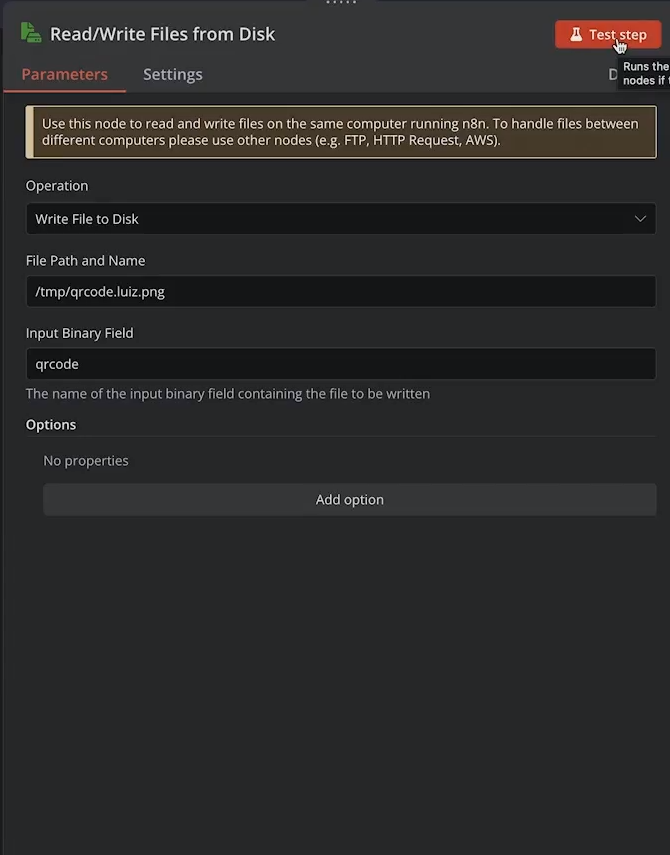 Read/Write Files from Disk
Test step
Parameters
Settings
Runs the
nodes if
Use this node to read and write files on the same computer running n8n. To handle files between
different computers please use other nodes (e.g. FTP, HTTP Request, AWS).
Operation
Write File to Disk
File Path and Name
/tmp/qrcode.luiz.png
Input Binary Field
qrcode
The name of the input binary field containing the file to be written
Options
No properties
Add option